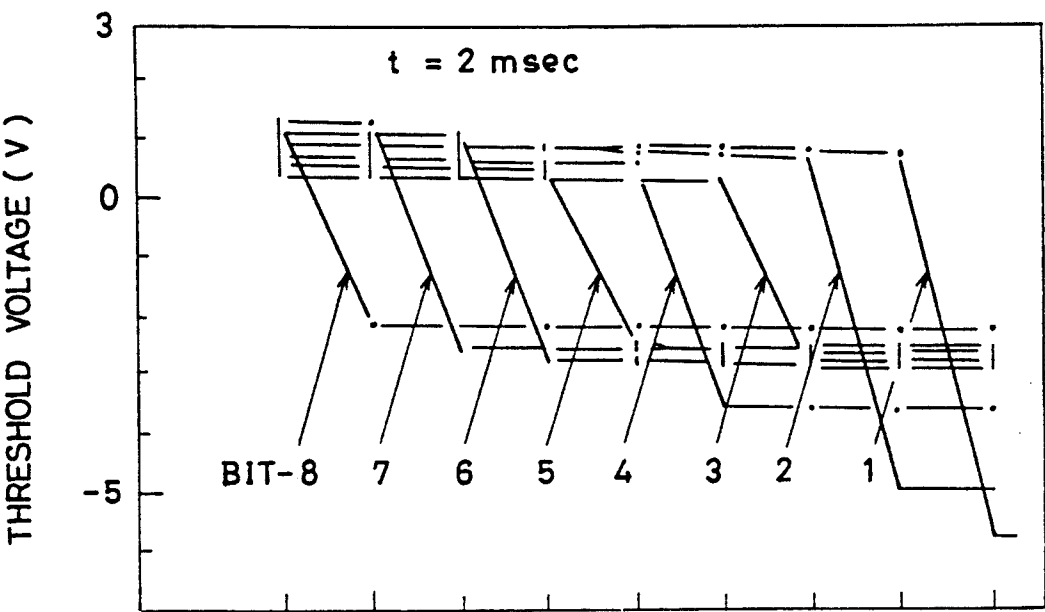 3
t = 2 msec
0
THRESHOLD VOLTAGE ( V )
BIT-8 7 6 5 4 3 2 1
-5